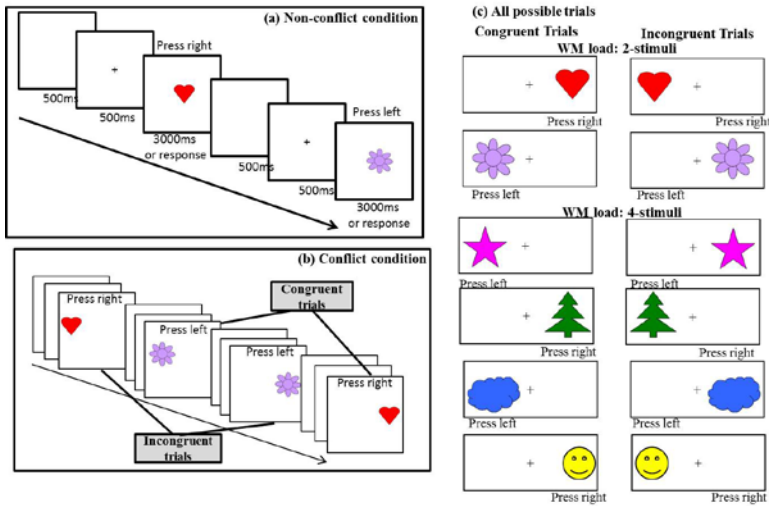 (a) Non-conflict condition
Press right
Press left
500ms
500ms
3000ms
or response
500ms
500ms
3000ms
or response
(b) Conflict condition
Press right
Congruent
trials
Press left
Press left
Press right
Incongruent
trials
(c) All possible trials
Congruent Trials
Incongruent Trials
WM load: 2-stimuli
Press right
Press right
Press left
Press left
WM load: 4-stimuli
Press left
Press left
Press right
Press right
Press left
Press left
Press right
Press right